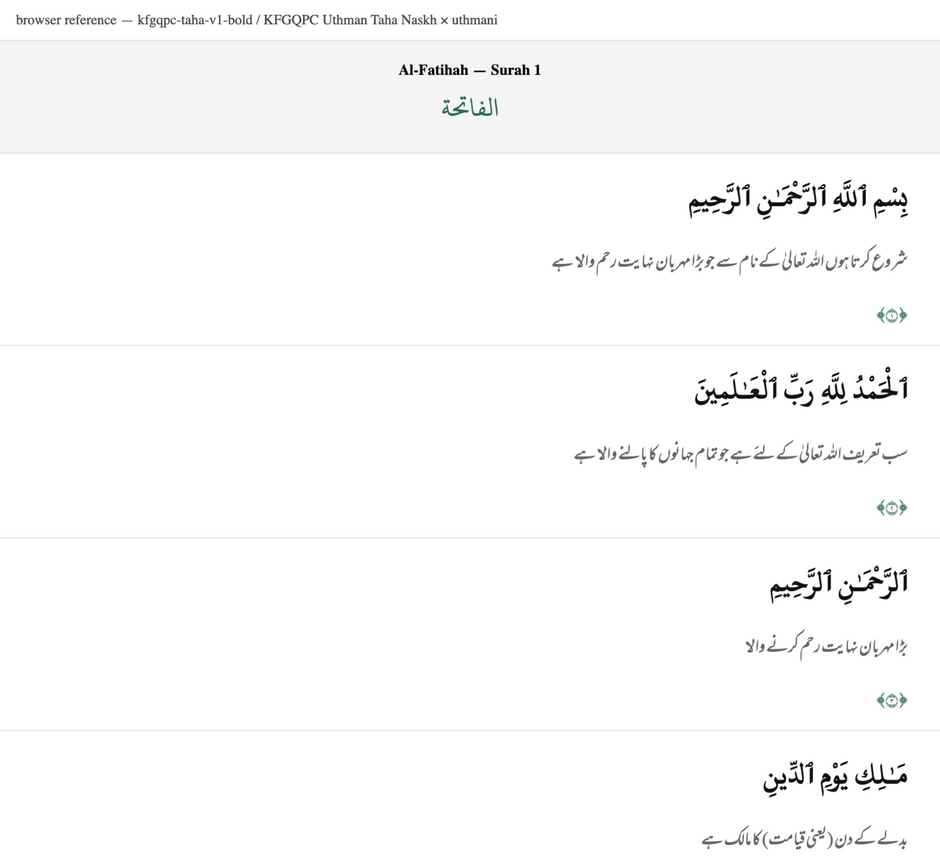 browser reference — kfgqpc-taha-v1-bold / KFGQPC Uthman Taha Naskh × uthmani
Al-Fatihah — Surah 1
الفاتحة
بِسْمِ ٱللَّهِ ٱلرَّحْمَـٰنِ ٱلرَّحِيمِ
شروع کرتا ہوں اللہ تعالیٰ کے نام سے جو بڑا مہربان نہایت رحم والا ہے
﴿١﴾
ٱلْحَمْدُ لِلَّهِ رَبِّ ٱلْعَـٰلَمِينَ
سب تعریف اللہ تعالیٰ کے لئے ہے جو تمام جہانوں کا پالنے والا ہے
﴿٢﴾
ٱلرَّحْمَـٰنِ ٱلرَّحِيمِ
بڑا مہربان نہایت رحم کرنے والا
﴿٣﴾
مَـٰلِكِ يَوْمِ ٱلدِّينِ
بدلے کے دن (یعنی قیامت) کا مالک ہے